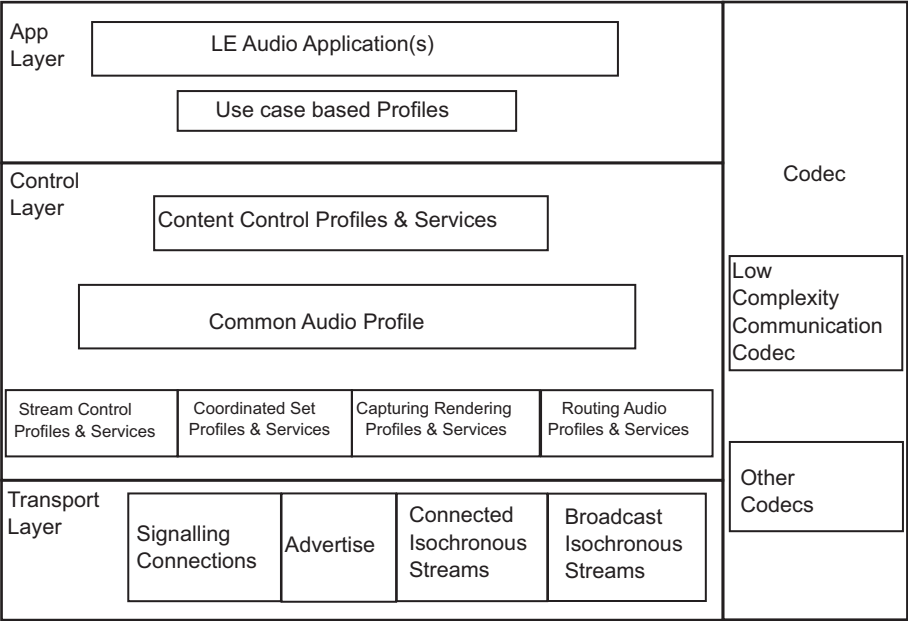 App
Layer
LE Audio Application(s)
Use case based Profiles
Control
Layer
Content Control Profiles & Services
Common Audio Profile
Stream Control
Profiles & Services
Coordinated Set
Profiles & Services
Capturing Rendering
Profiles & Services
Routing Audio
Profiles & Services
Transport
Layer
Signalling
Connections
Advertise
Connected
Isochronous
Streams
Broadcast
Isochronous
Streams
Codec
Low
Complexity
Communication
Codec
Other
Codecs